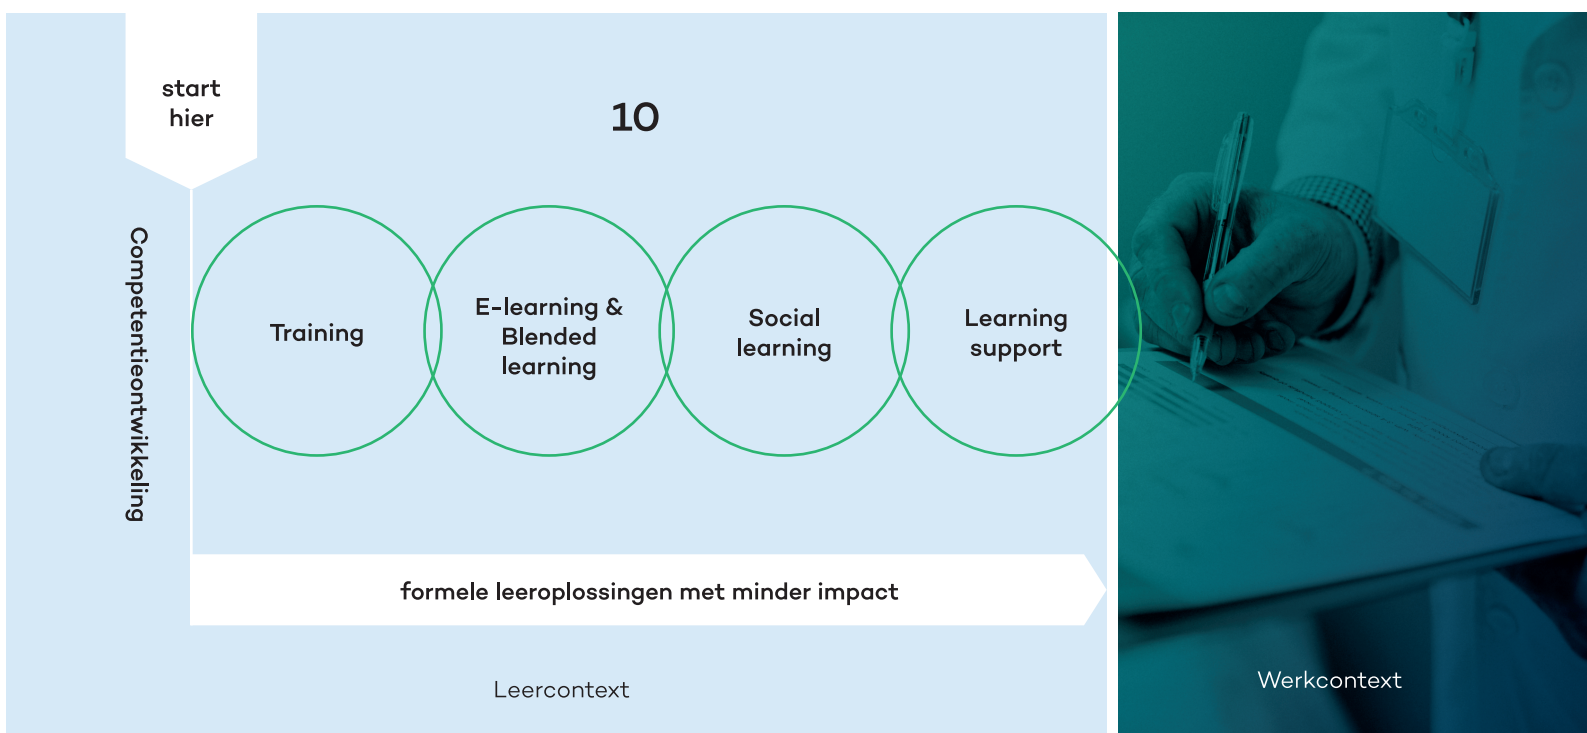 start
hier
10
Competentieontwikkeling
Training
E-learning &
Blended
learning
Social
learning
Learning
support
formele leeroplossingen met minder impact
Leercontext
Werkcontext